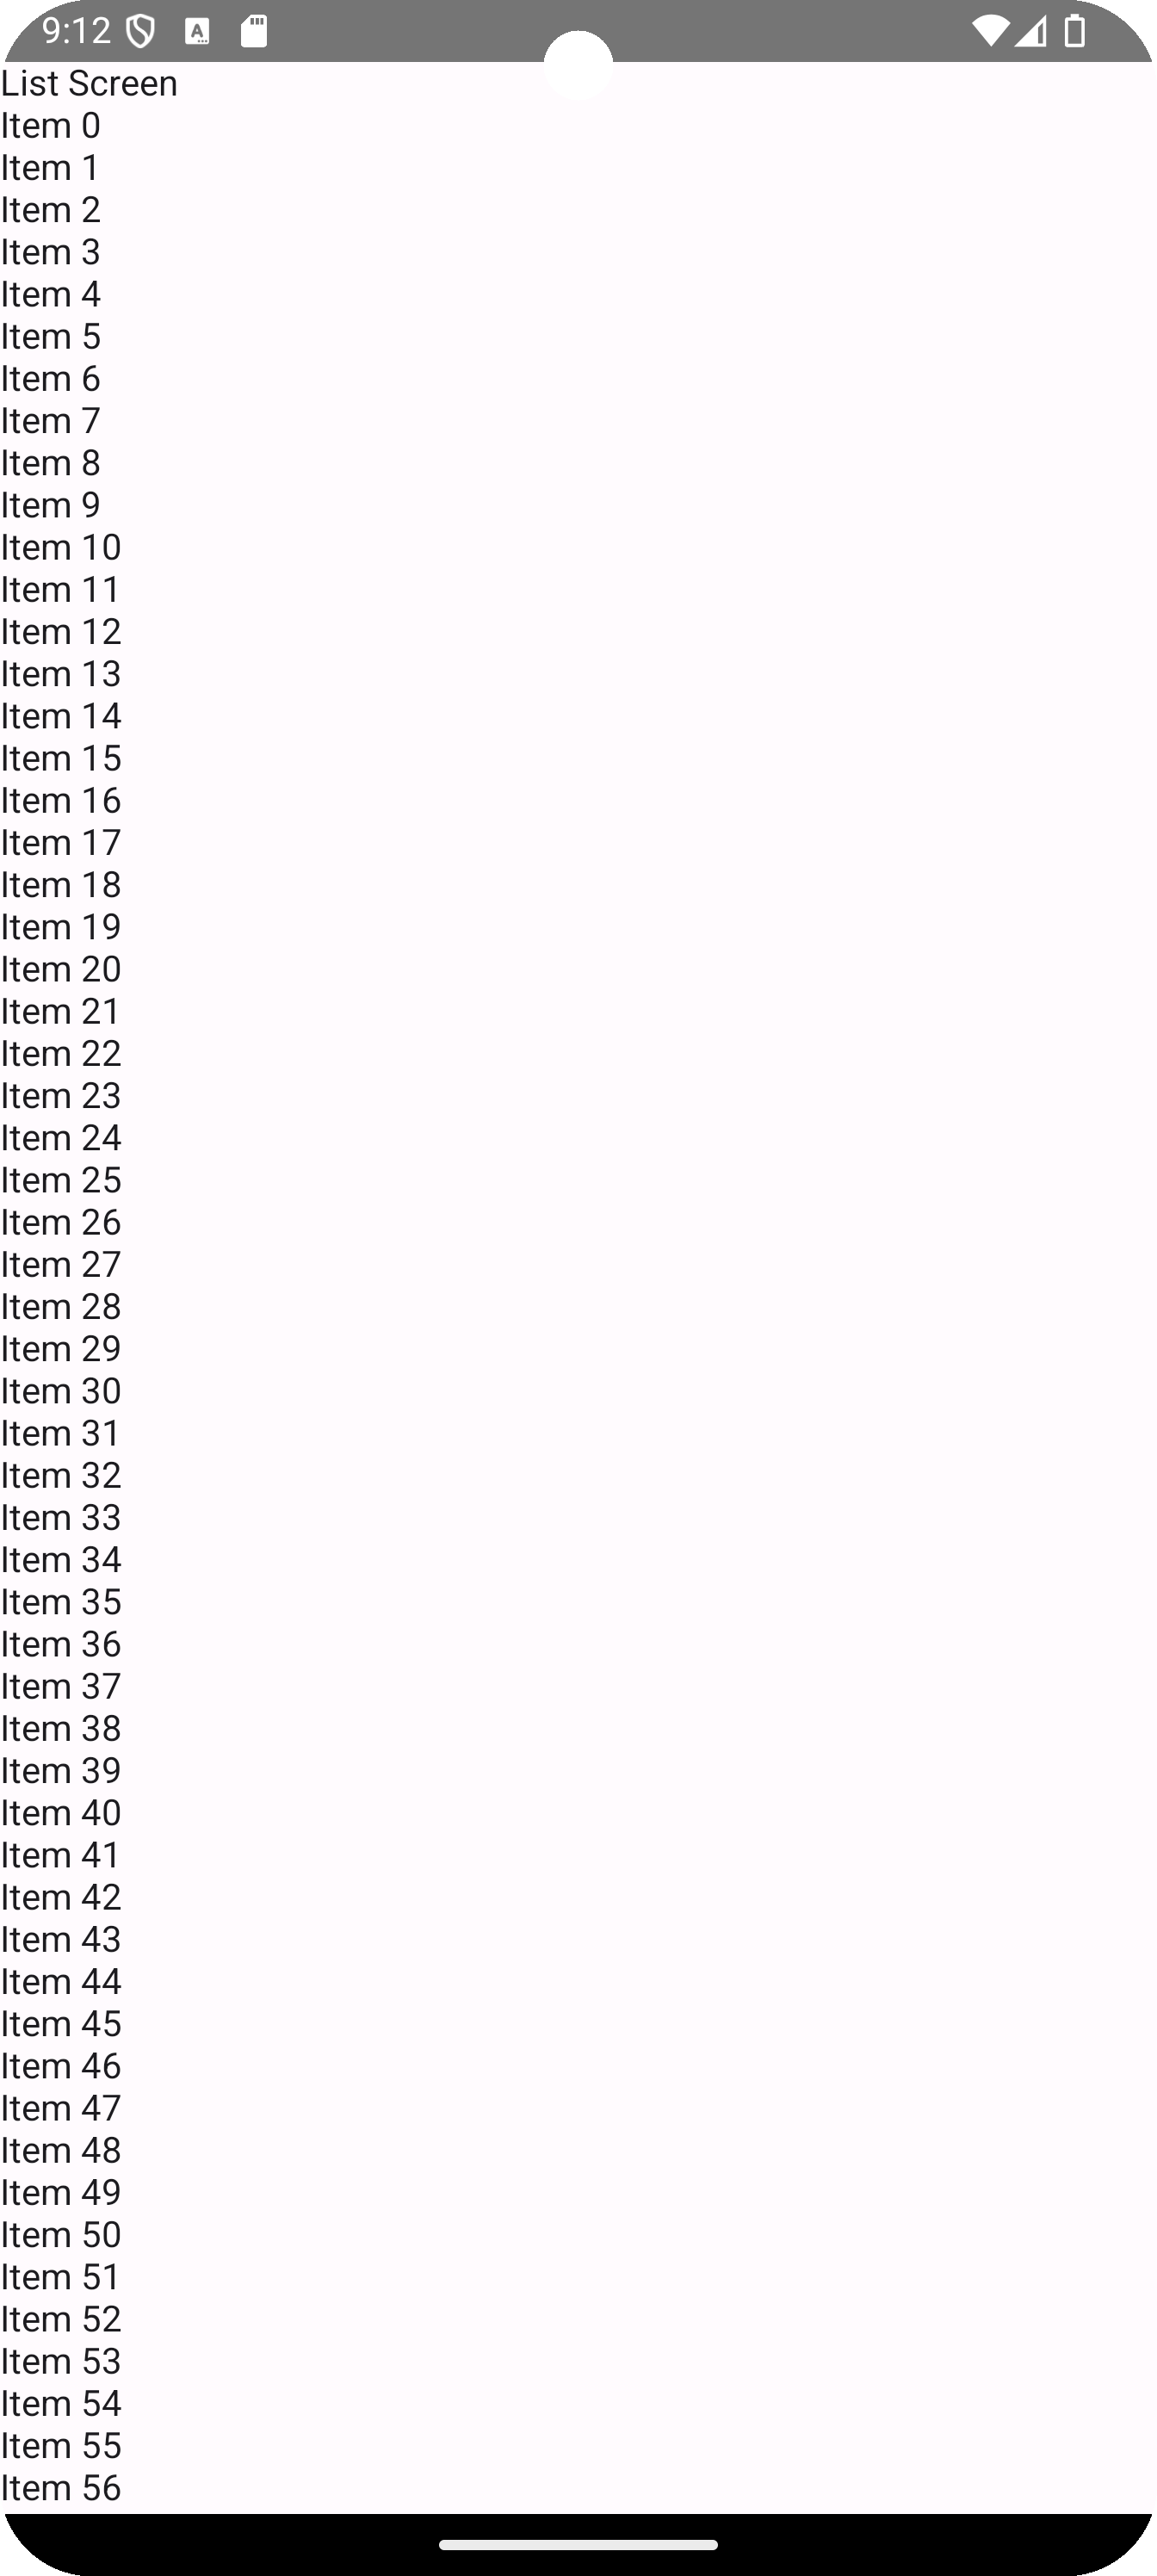 9:12
List Screen
Item 0
Item 1
Item 2
Item 3
Item 4
Item 5
Item 6
Item 7
Item 8
Item 9
Item 10
Item 11
Item 12
Item 13
Item 14
Item 15
Item 16
Item 17
Item 18
Item 19
Item 20
Item 21
Item 22
Item 23
Item 24
Item 25
Item 26
Item 27
Item 28
Item 29
Item 30
Item 31
Item 32
Item 33
Item 34
Item 35
Item 36
Item 37
Item 38
Item 39
Item 40
Item 41
Item 42
Item 43
Item 44
Item 45
Item 46
Item 47
Item 48
Item 49
Item 50
Item 51
Item 52
Item 53
Item 54
Item 55
Item 56